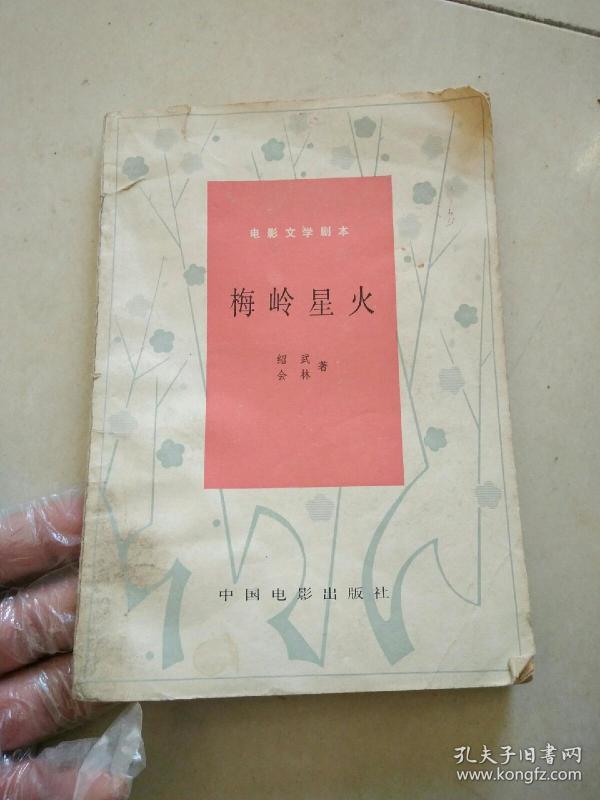 电影文学剧本
梅岭星火
绍武
会林 著
中国电影出版社
孔夫子旧书网
www.kongfz.com